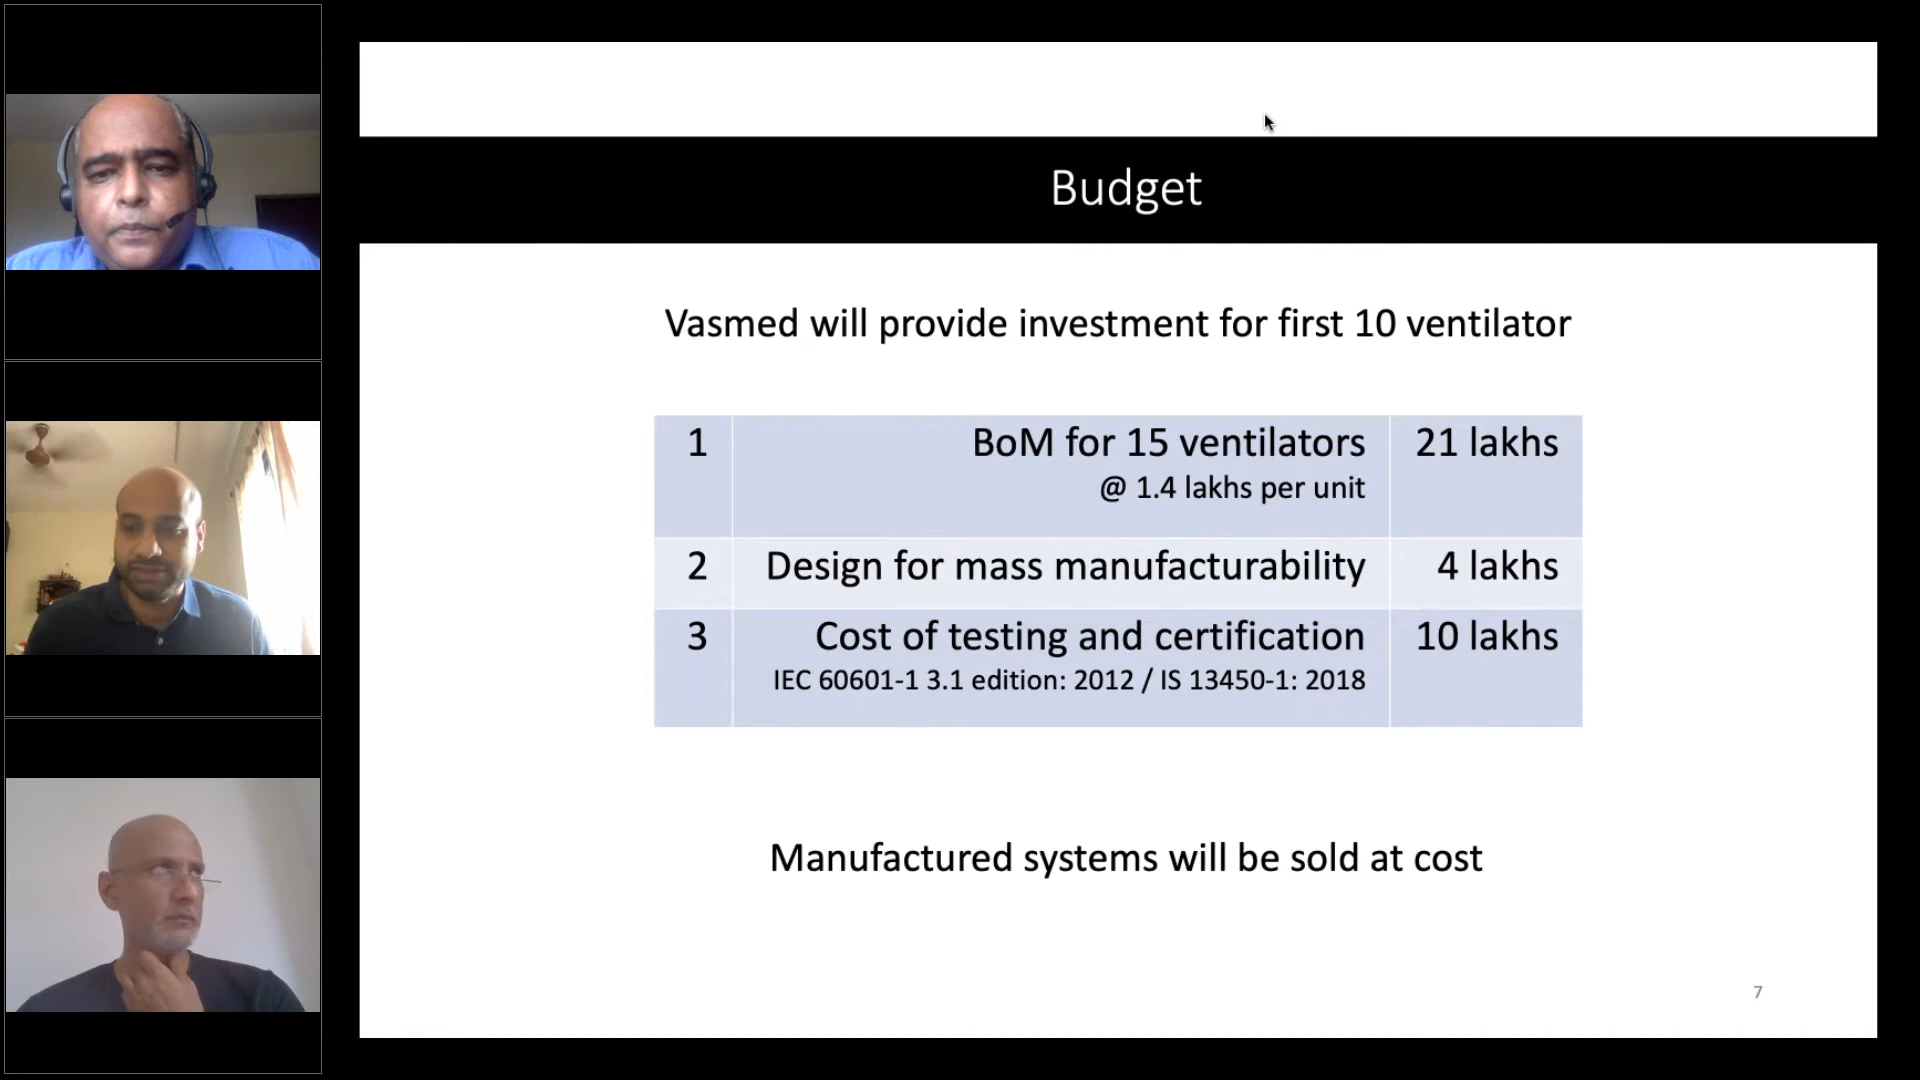 Budget
Vasmed will provide investment for first 10 ventilator
1 BoM for 15 ventilators 21 lakhs
@ 1.4 lakhs per unit
2 Design for mass manufacturability 4 lakhs
3 Cost of testing and certification 10 lakhs
IEC 60601-1 3.1 edition: 2012 / IS 13450-1: 2018
Manufactured systems will be sold at cost
7